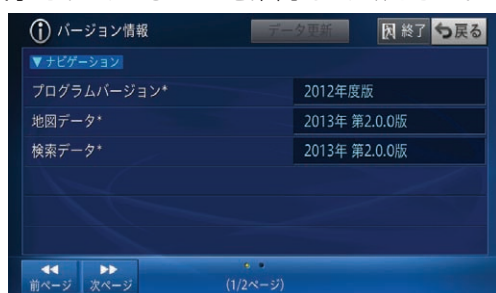 バージョン情報
データ更新
終了
戻る
▼ナビゲーション
プログラムバージョン* 2012年度版
地図データ* 2013年 第2.0.0版
検索データ* 2013年 第2.0.0版
前ページ
次ページ
(1/2ページ)